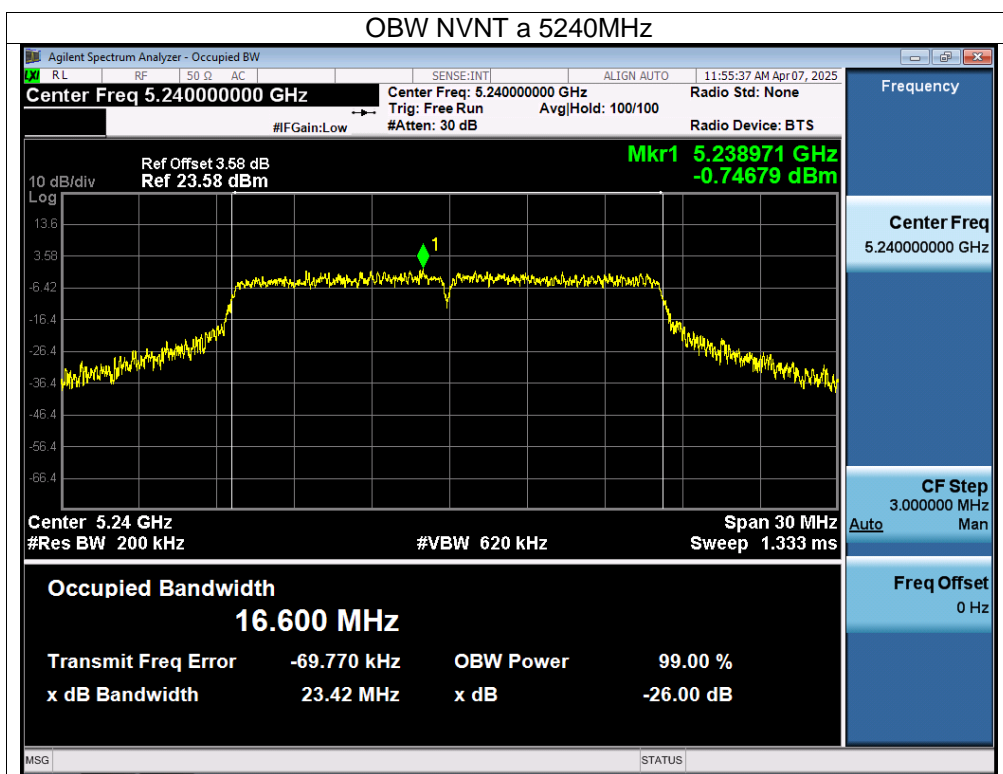 OBW NVNT a 5240MHz
Agilent Spectrum Analyzer - Occupied BW
LXI RL RF 50 Ω AC SENSE:INT ALIGN AUTO 11:55:37 AM Apr 07, 2025
Center Freq 5.240000000 GHz
Center Freq: 5.240000000 GHz
Radio Std: None
Trig: Free Run Avg|Hold: 100/100
#IFGain:Low #Atten: 30 dB Radio Device: BTS
Ref Offset 3.58 dB
10 dB/div Ref 23.58 dBm
Log
Mkr1 5.238971 GHz
-0.74679 dBm
13.6
3.58
-6.42
-16.4
-26.4
-36.4
-46.4
-56.4
-66.4
1
Center 5.24 GHz Span 30 MHz
#Res BW 200 kHz #VBW 620 kHz Sweep 1.333 ms
Occupied Bandwidth
16.600 MHz
Transmit Freq Error -69.770 kHz OBW Power 99.00 %
x dB Bandwidth 23.42 MHz x dB -26.00 dB
MSG STATUS
Frequency
Center Freq
5.240000000 GHz
CF Step
3.000000 MHz
Auto Man
Freq Offset
0 Hz